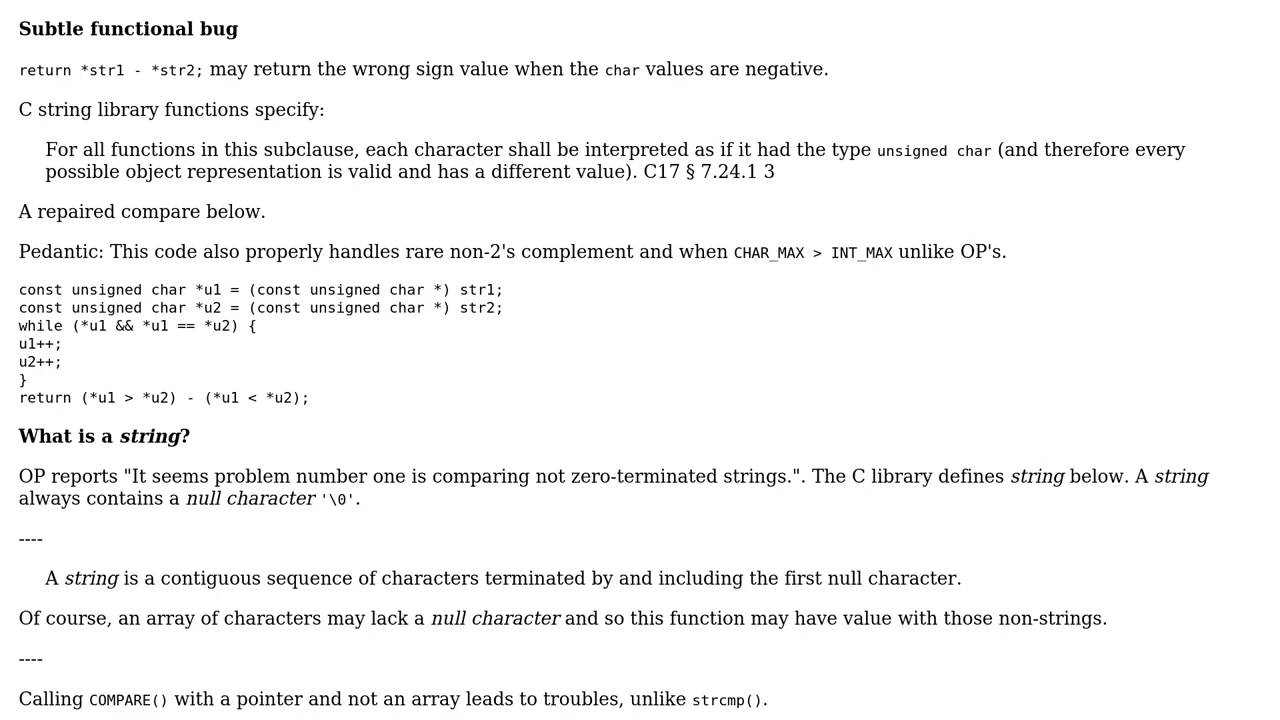 Subtle functional bug
return *str1 - *str2; may return the wrong sign value when the char values are negative.
C string library functions specify:
For all functions in this subclause, each character shall be interpreted as if it had the type unsigned char (and therefore every
possible object representation is valid and has a different value). C17 § 7.24.1 3
A repaired compare below.
Pedantic: This code also properly handles rare non-2's complement and when CHAR_MAX > INT_MAX unlike OP's.
const unsigned char *u1 = (const unsigned char *) str1;
const unsigned char *u2 = (const unsigned char *) str2;
while (*u1 && *u1 == *u2) {
u1++;
u2++;
}
return (*u1 > *u2) - (*u1 < *u2);
What is a string?
OP reports "It seems problem number one is comparing not zero-terminated strings.". The C library defines string below. A string
always contains a null character '\0'.
----
A string is a contiguous sequence of characters terminated by and including the first null character.
Of course, an array of characters may lack a null character and so this function may have value with those non-strings.
----
Calling COMPARE() with a pointer and not an array leads to troubles, unlike strcmp().